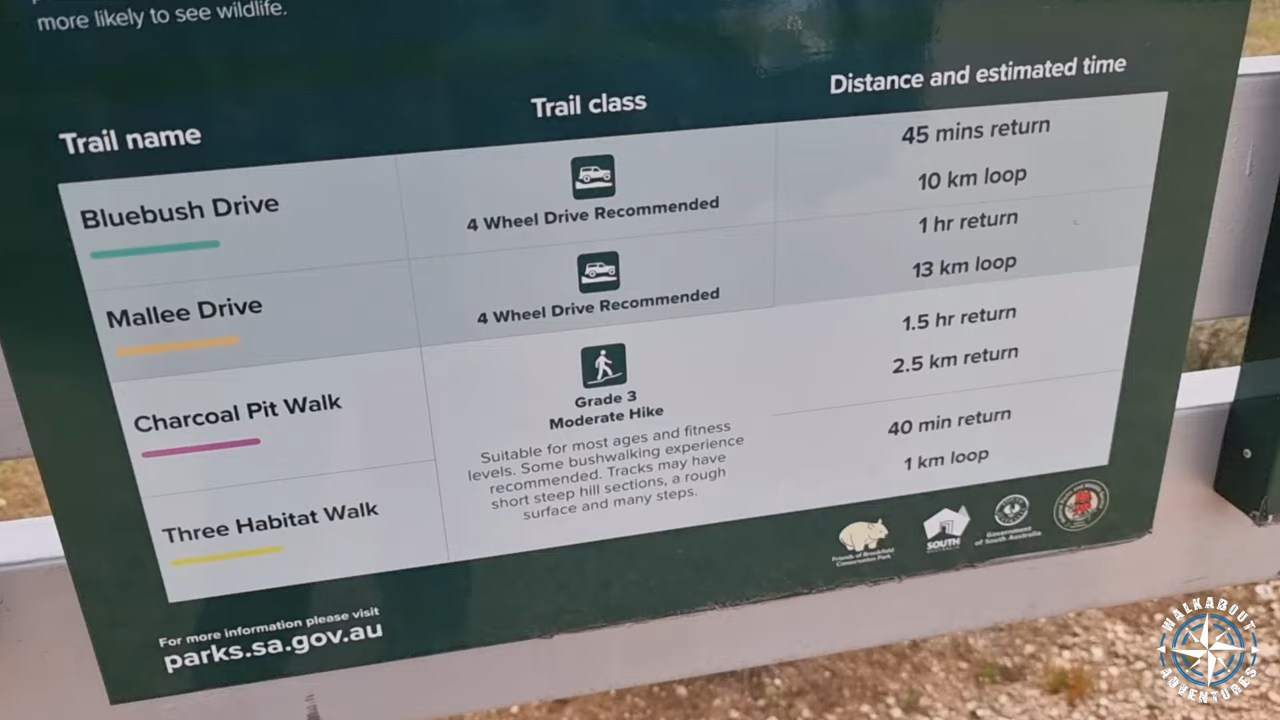 more likely to see wildlife.
Trail name
Trail class
Distance and estimated time
Bluebush Drive
4 Wheel Drive Recommended
45 mins return
10 km loop
Mallee Drive
4 Wheel Drive Recommended
1 hr return
13 km loop
Charcoal Pit Walk
Grade 3
Moderate Hike
Suitable for most ages and fitness
levels. Some bushwalking experience
recommended. Tracks may have
short steep hill sections, a rough
surface and many steps.
1.5 hr return
2.5 km return
Three Habitat Walk
40 min return
1 km loop
For more information please visit
parks.sa.gov.au
Friends of Brookfield
Conservation Park
SOUTH
AUSTRALIA
Government
of South Australia
WALKABOUT
ADVENTURES